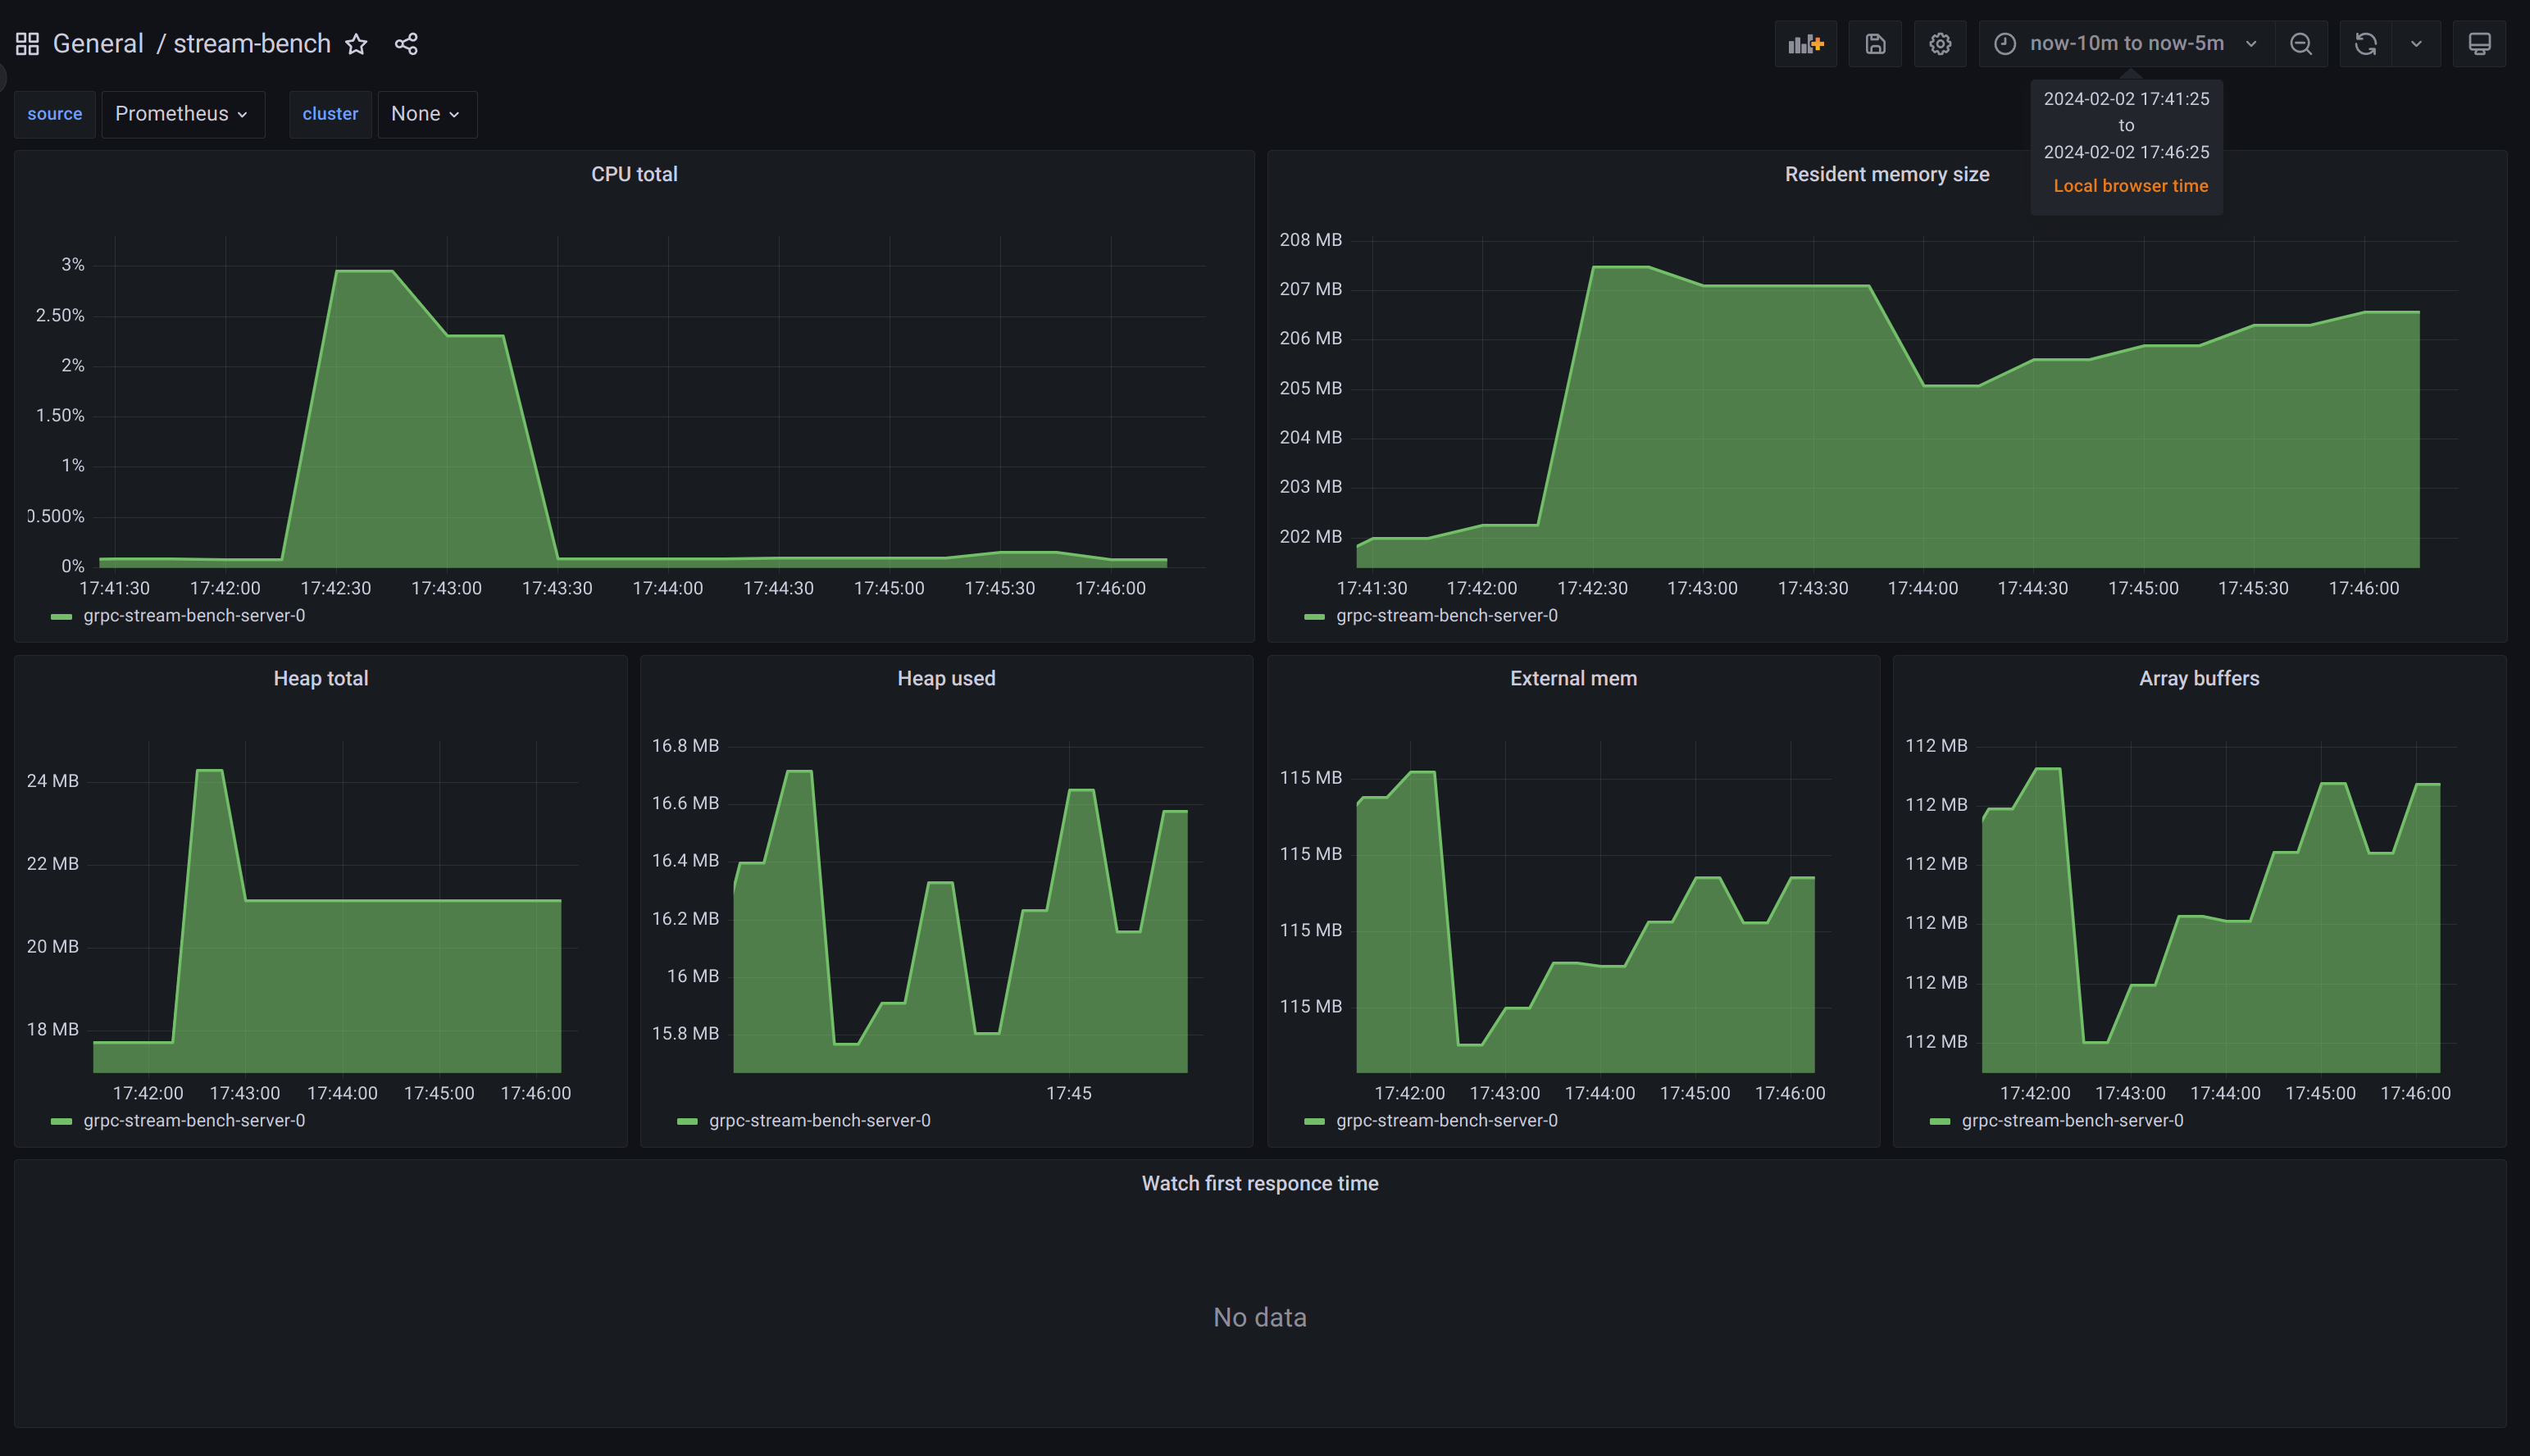 General / stream-bench
now-10m to now-5m
2024-02-02 17:41:25
to
2024-02-02 17:46:25
Local browser time
source Prometheus cluster None
CPU total
3%
2.50%
2%
1.50%
1%
0.500%
0%
17:41:30 17:42:00 17:42:30 17:43:00 17:43:30 17:44:00 17:44:30 17:45:00 17:45:30 17:46:00
grpc-stream-bench-server-0
Resident memory size
208 MB
207 MB
206 MB
205 MB
204 MB
203 MB
202 MB
17:41:30 17:42:00 17:42:30 17:43:00 17:43:30 17:44:00 17:44:30 17:45:00 17:45:30 17:46:00
grpc-stream-bench-server-0
Heap total
24 MB
22 MB
20 MB
18 MB
17:42:00 17:43:00 17:44:00 17:45:00 17:46:00
grpc-stream-bench-server-0
Heap used
16.8 MB
16.6 MB
16.4 MB
16.2 MB
16 MB
15.8 MB
17:45
grpc-stream-bench-server-0
External mem
115 MB
115 MB
115 MB
115 MB
17:42:00 17:43:00 17:44:00 17:45:00 17:46:00
grpc-stream-bench-server-0
Array buffers
112 MB
112 MB
112 MB
112 MB
112 MB
112 MB
17:42:00 17:43:00 17:44:00 17:45:00 17:46:00
grpc-stream-bench-server-0
Watch first responce time
No data